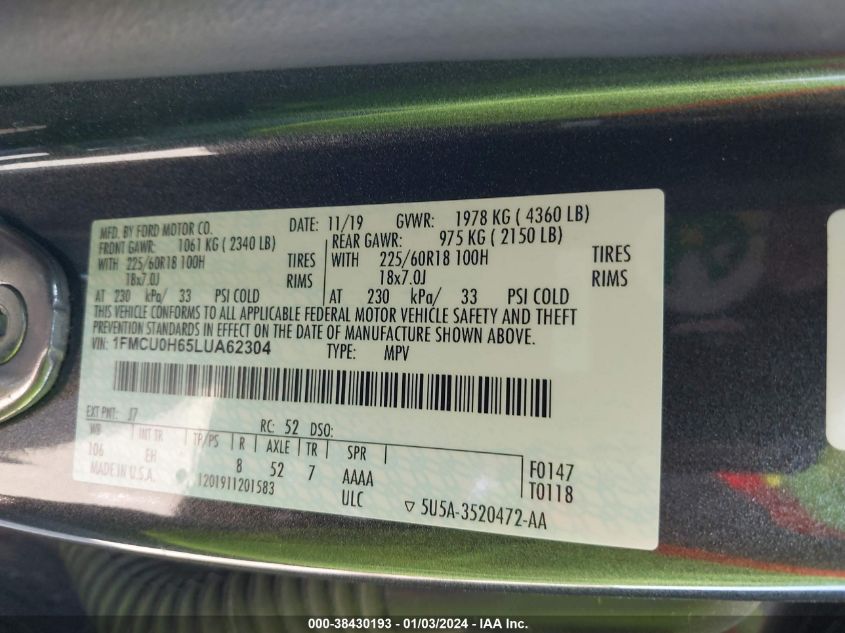 MFD. BY FORD MOTOR CO. DATE: 11/19 GVWR: 1978 KG ( 4360 LB)
FRONT GAWR: 1061 KG ( 2340 LB) REAR GAWR: 975 KG ( 2150 LB)
WITH 225/60R18 100H TIRES WITH 225/60R18 100H TIRES
18x7.0J RIMS 18x7.0J RIMS
AT 230 kPa/ 33 PSI COLD AT 230 kPa/ 33 PSI COLD
THIS VEHICLE CONFORMS TO ALL APPLICABLE FEDERAL MOTOR VEHICLE SAFETY AND THEFT
PREVENTION STANDARDS IN EFFECT ON THE DATE OF MANUFACTURE SHOWN ABOVE.
VIN: 1FMCU0H65LUA62304 TYPE: MPV
EXT PNT: J7 RC: 52 DSO:
WB INT TR TP/PS R AXLE TR SPR
106 EH 8 52 7 AAAA F0147
MADE IN U.S.A. 1201911201583 ULC T0118
▽ 5U5A-3520472-AA
000-38430193 - 01/03/2024 - IAA Inc.